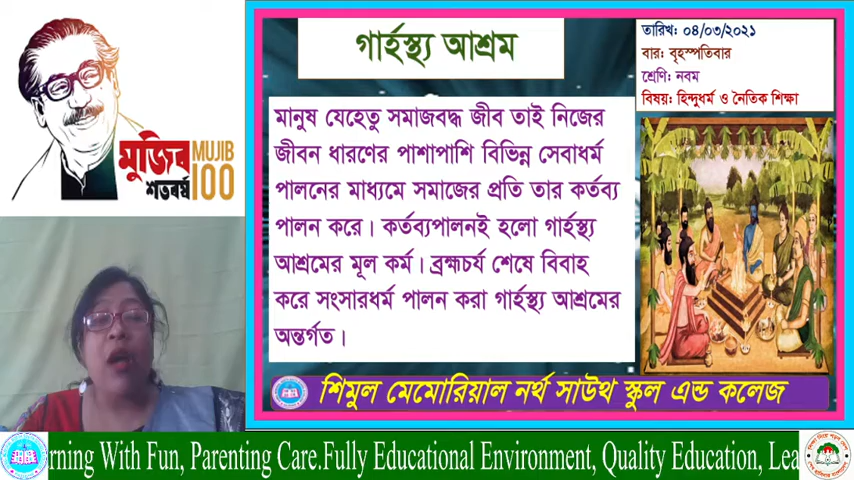 মুজিব
শতবর্ষ
MUJIB
100
গার্হস্থ্য আশ্রম
তারিখ: ০৪/০৩/২০২১
বার: বৃহস্পতিবার
শ্রেণি: নবম
বিষয়: হিন্দুধর্ম ও নৈতিক শিক্ষা
মানুষ যেহেতু সমাজবদ্ধ জীব তাই নিজের
জীবন ধারণের পাশাপাশি বিভিন্ন সেবাধর্ম
পালনের মাধ্যমে সমাজের প্রতি তার কর্তব্য
পালন করে। কর্তব্যপালনই হলো গার্হস্থ্য
আশ্রমের মূল কর্ম। ব্রহ্মচর্য শেষে বিবাহ
করে সংসারধর্ম পালন করা গার্হস্থ্য আশ্রমের
অন্তর্গত।
শিমুল মেমোরিয়াল নর্থ সাউথ স্কুল এন্ড কলেজ
rning With Fun, Parenting Care.Fully Educational Environment, Quality Education, Lea